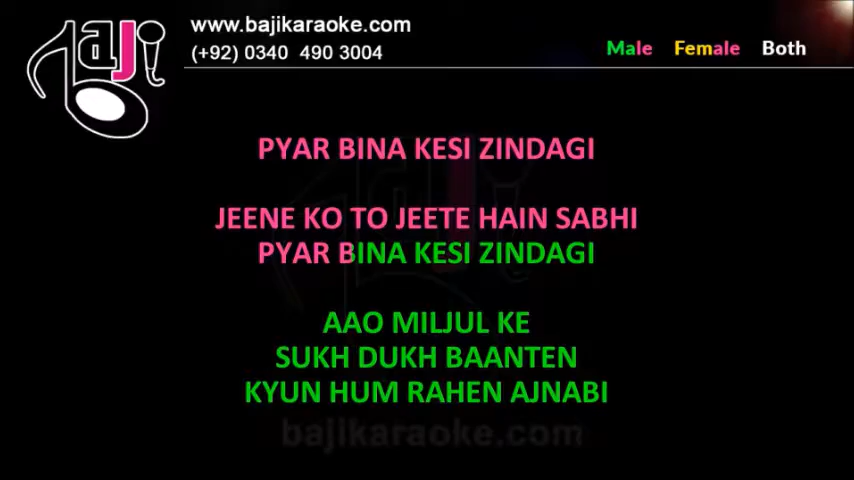 baji
www.bajikaraoke.com
(+92) 0340 490 3004
Male Female Both
PYAR BINA KESI ZINDAGI
JEENE KO TO JEETE HAIN SABHI
PYAR BINA KESI ZINDAGI
AAO MILJUL KE
SUKH DUKH BAANTEN
KYUN HUM RAHEN AJNABI
bajikaraoke.com